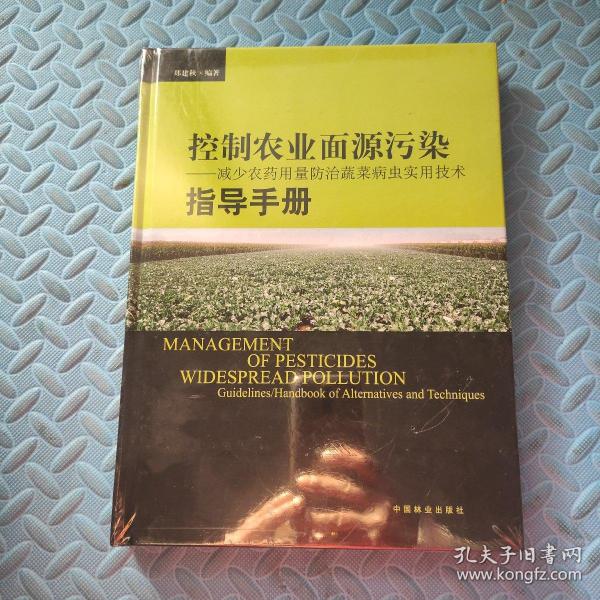 郑建秋·编著
控制农业面源污染
——减少农药用量防治蔬菜病虫实用技术
指导手册
MANAGEMENT
OF PESTICIDES
WIDESPREAD POLLUTION
Guidelines/Handbook of Alternatives and Techniques
中国林业出版社
孔夫子旧书网
www.kongfz.com